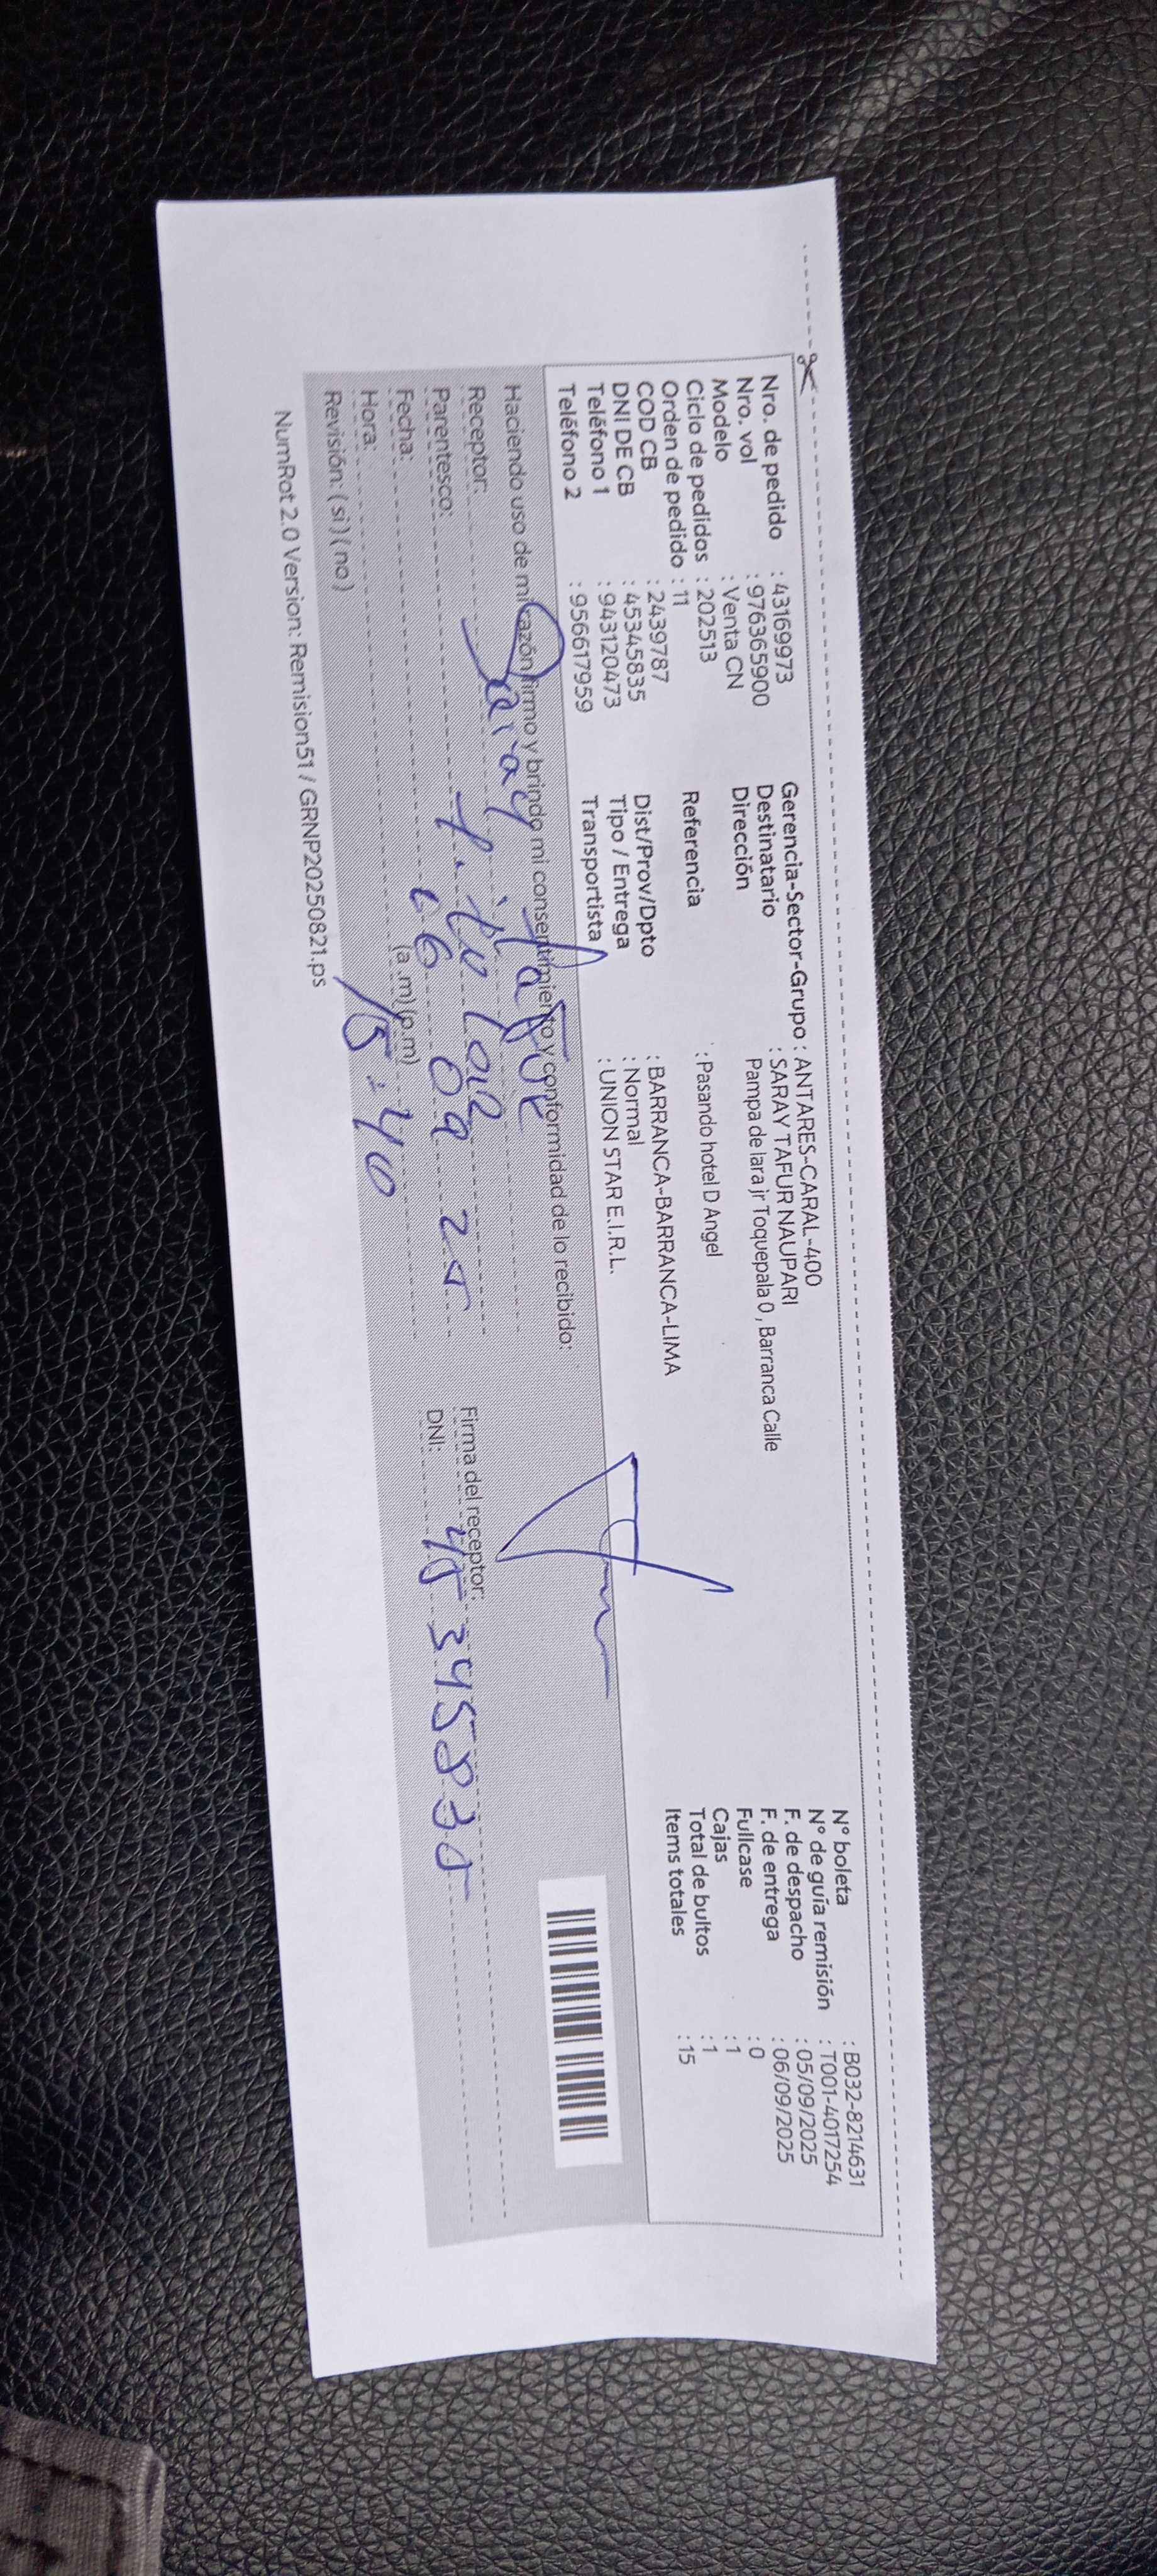 Nro. de pedido : 43169973
Nro. vol : 976365900
Modelo : Venta CN
Ciclo de pedidos : 202513
Orden de pedido : 11
COD CB : 2439787
DNI DE CB : 45345835
Teléfono 1 : 943120473
Teléfono 2 : 956617959
Gerencia-Sector-Grupo : ANTARES-CARAL-400
Destinatario : SARAY TAFUR NAUPARI
Dirección Pampa de lara jr Toquepala 0 , Barranca Calle
Referencia : Pasando hotel D Angel
Dist/Prov/Dpto : BARRANCA-BARRANCA-LIMA
Tipo / Entrega : Normal
Transportista : UNION STAR E.I.R.L.
N° boleta : B032-8214631
N° de guía remisión : T001-4017254
F. de despacho : 05/09/2025
F. de entrega : 06/09/2025
Fullcase : 0
Cajas : 1
Total de bultos : 1
Items totales : 15
Haciendo uso de mi razón firmo y brindo mi consentimiento y conformidad de lo recibido:
Receptor: Saray Tafur
Parentesco: titular
Fecha: 06 09 25
Hora: (a.m) (p.m) 15:40
Revisión: ( si ) ( no )
Firma del receptor:
DNI: 45345835
NumRot 2.0 Version: Remision51 / GRNP20250821.ps